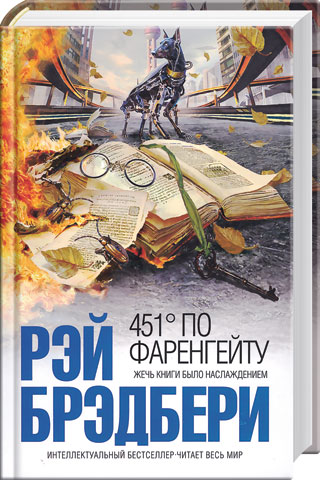 451° ПО
ФАРЕНГЕЙТУ
ЖЕЧЬ КНИГИ БЫЛО НАСЛАЖДЕНИЕМ
РЭЙ
БРЭДБЕРИ
ИНТЕЛЛЕКТУАЛЬНЫЙ БЕСТСЕЛЛЕР·ЧИТАЕТ ВЕСЬ МИР